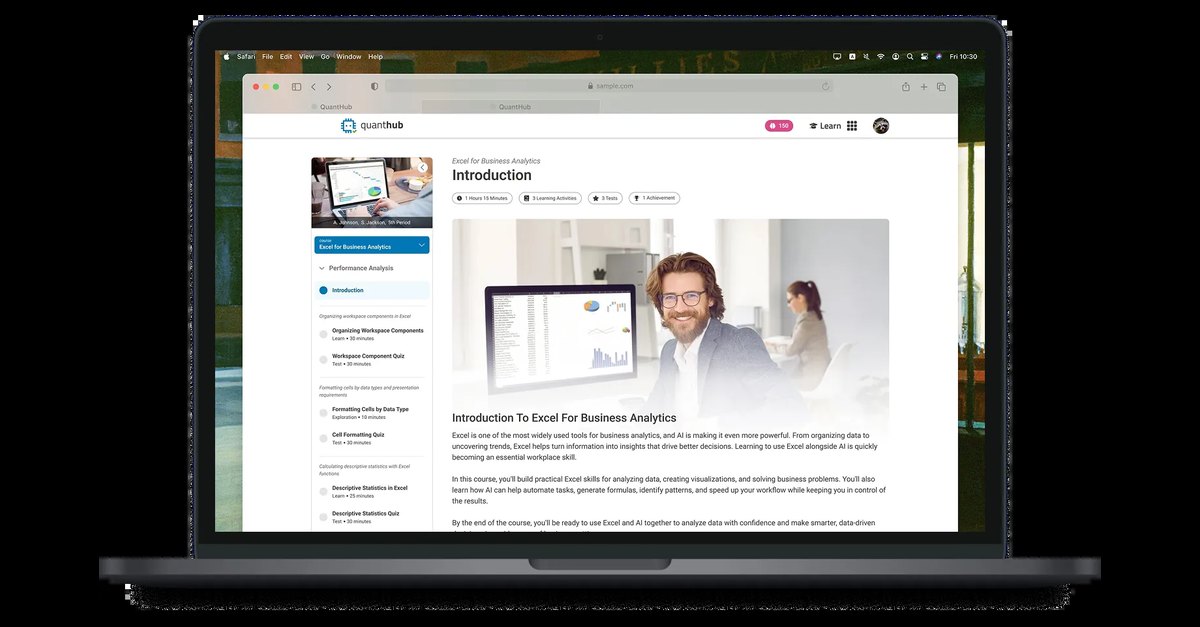 Safari File Edit View Go Window Help
Fri 10:30
sample.com
QuantHub
QuantHub
quanthub
150
Learn
A. Johnson, S. Jackson, 5th Period
COURSE
Excel for Business Analytics
Performance Analysis
Introduction
Organizing workspace components in Excel
Organizing Workspace Components
Learn • 30 minutes
Workspace Component Quiz
Test • 30 minutes
Formatting cells by data types and presentation
requirements
Formatting Cells by Data Type
Exploration • 10 minutes
Cell Formatting Quiz
Test • 30 minutes
Calculating descriptive statistics with Excel
functions
Descriptive Statistics in Excel
Learn • 25 minutes
Descriptive Statistics Quiz
Test • 30 minutes
Excel for Business Analytics
Introduction
1 Hours 15 Minutes
3 Learning Activities
3 Tests
1 Achievement
Introduction To Excel For Business Analytics
Excel is one of the most widely used tools for business analytics, and AI is making it even more powerful. From organizing data to
uncovering trends, Excel helps turn information into insights that drive better decisions. Learning to use Excel alongside AI is quickly
becoming an essential workplace skill.
In this course, you'll build practical Excel skills for analyzing data, creating visualizations, and solving business problems. You'll also
learn how AI can help automate tasks, generate formulas, identify patterns, and speed up your workflow while keeping you in control of
the results.
By the end of the course, you'll be ready to use Excel and AI together to analyze data with confidence and make smarter, data-driven